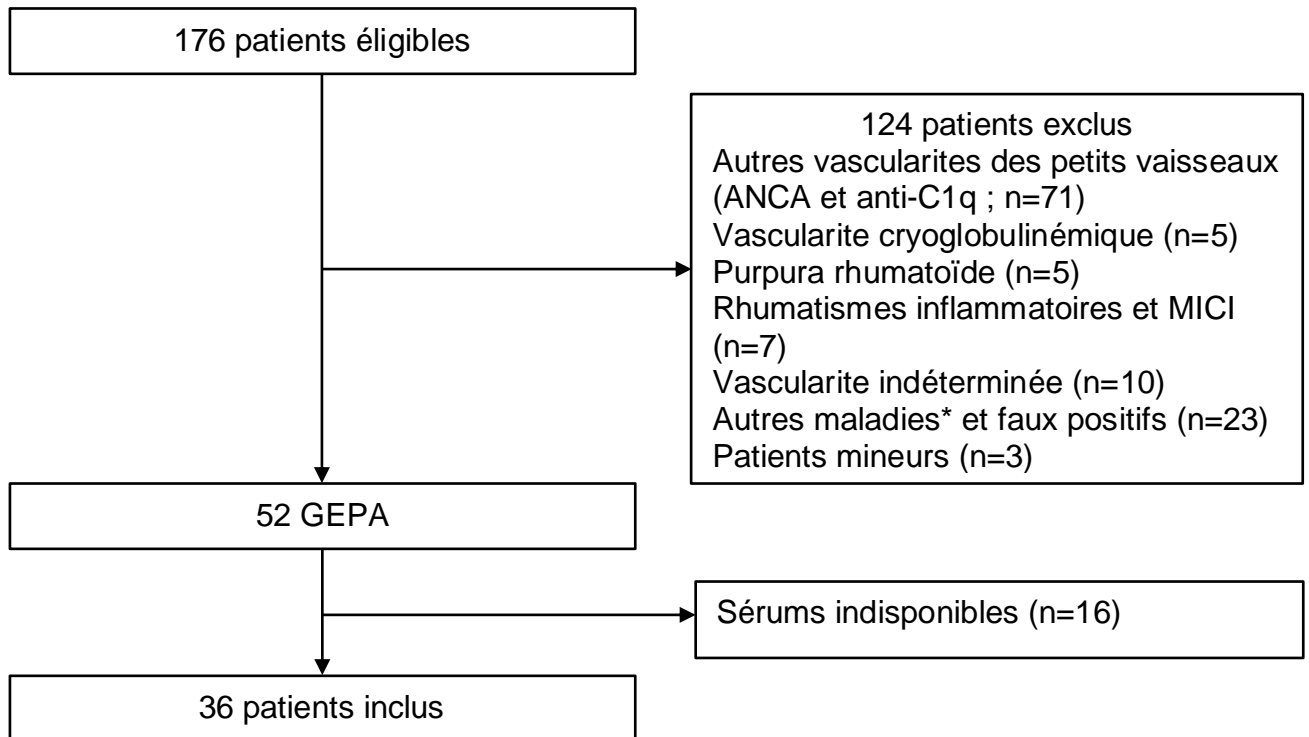 176 patients éligibles
124 patients exclus
Autres vascularites des petits vaisseaux
(ANCA et anti-C1q ; n=71)
Vascularite cryoglobulinémique (n=5)
Purpura rhumatoïde (n=5)
Rhumatismes inflammatoires et MICI
(n=7)
Vascularite indéterminée (n=10)
Autres maladies* et faux positifs (n=23)
Patients mineurs (n=3)
52 GEPA
Sérums indisponibles (n=16)
36 patients inclus